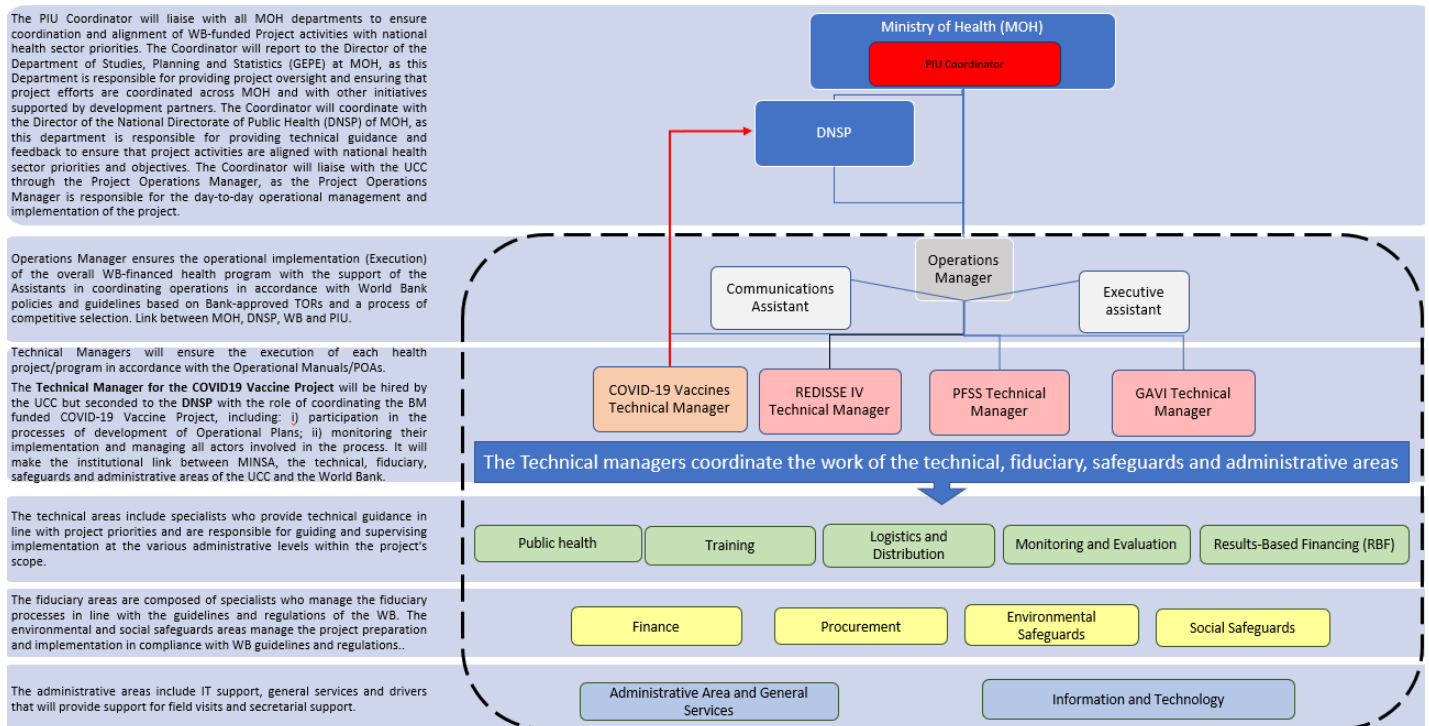 The PIU Coordinator will liaise with all MOH departments to ensure
coordination and alignment of WB-funded Project activities with national
health sector priorities. The Coordinator will report to the Director of the
Department of Studies, Planning and Statistics (GEPE) at MOH, as this
Department is responsible for providing project oversight and ensuring that
project efforts are coordinated across MOH and with other initiatives
supported by development partners. The Coordinator will coordinate with
the Director of the National Directorate of Public Health (DNSP) of MOH, as
this department is responsible for providing technical guidance and
feedback to ensure that project activities are aligned with national health
sector priorities and objectives. The Coordinator will liaise with the UCC
through the Project Operations Manager, as the Project Operations
Manager is responsible for the day-to-day operational management and
implementation of the project.
Ministry of Health (MOH)
PIU Coordinator
DNSP
Operations Manager ensures the operational implementation (Execution)
of the overall WB-financed health program with the support of the
Assistants in coordinating operations in accordance with World Bank
policies and guidelines based on Bank-approved TORs and a process of
competitive selection. Link between MOH, DNSP, WB and PIU.
Operations
Manager
Communications
Assistant
Executive
assistant
Technical Managers will ensure the execution of each health
project/program in accordance with the Operational Manuals/POAs.
The Technical Manager for the COVID19 Vaccine Project will be hired by
the UCC but seconded to the DNSP with the role of coordinating the BM
funded COVID-19 Vaccine Project, including: i) participation in the
processes of development of Operational Plans; ii) monitoring their
implementation and managing all actors involved in the process. It will
make the institutional link between MINSA, the technical, fiduciary,
safeguards and administrative areas of the UCC and the World Bank.
COVID-19 Vaccines
Technical Manager
REDISSE IV
Technical Manager
PFSS Technical
Manager
GAVI Technical
Manager
The Technical managers coordinate the work of the technical, fiduciary, safeguards and administrative areas
The technical areas include specialists who provide technical guidance in
line with project priorities and are responsible for guiding and supervising
implementation at the various administrative levels within the project's
scope.
Public health
Training
Logistics and
Distribution
Monitoring and Evaluation
Results-Based Financing (RBF)
The fiduciary areas are composed of specialists who manage the fiduciary
processes in line with the guidelines and regulations of the WB. The
environmental and social safeguards areas manage the project preparation
and implementation in compliance with WB guidelines and regulations..
Finance
Procurement
Environmental
Safeguards
Social Safeguards
The administrative areas include IT support, general services and drivers
that will provide support for field visits and secretarial support.
Administrative Area and General
Services
Information and Technology